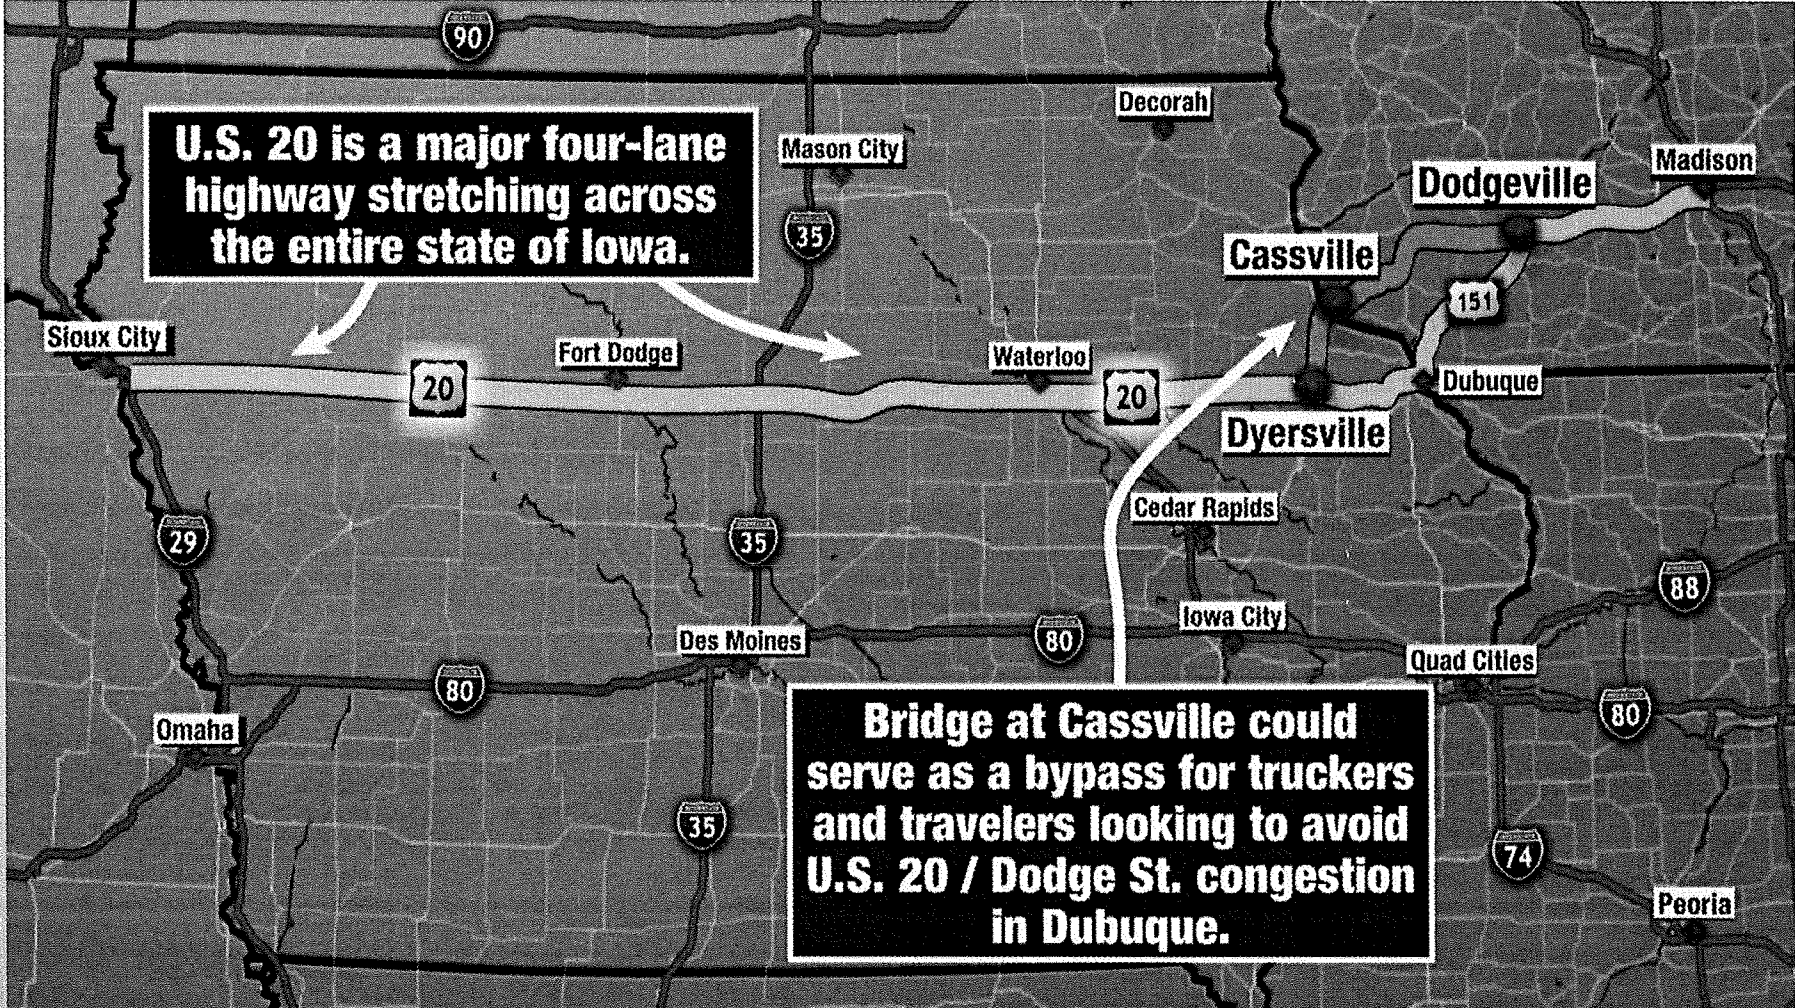 90
Decorah
U.S. 20 is a major four-lane
highway stretching across
the entire state of Iowa.
Mason City
Madison
Dodgeville
35
Cassville
151
Sioux City
Fort Dodge
Waterloo
20
20
Dubuque
Dyersville
Cedar Rapids
29
35
88
Iowa City
80
Des Moines
Quad Cities
80
80
Omaha
Bridge at Cassville could
serve as a bypass for truckers
and travelers looking to avoid
U.S. 20 / Dodge St. congestion
in Dubuque.
35
74
Peoria